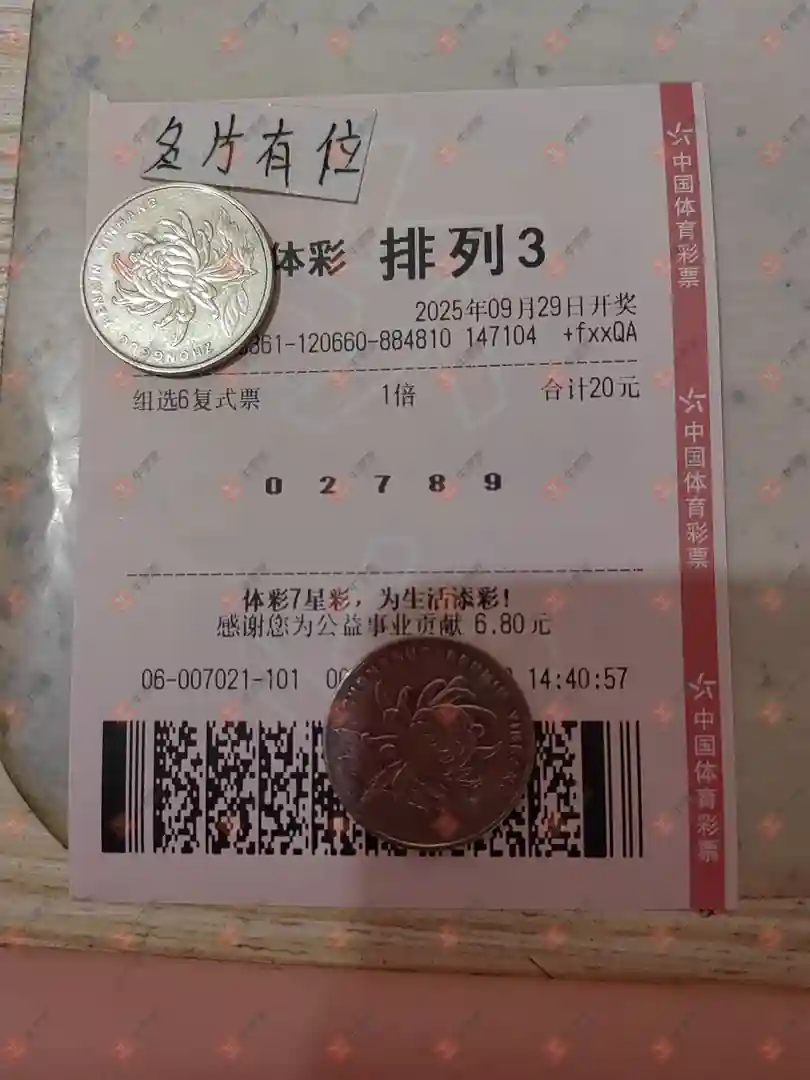 名片有位
体彩 排列3
2025年09月29日开奖
861-120660-884810 147104 +fxxQA
组选6复式票 1倍 合计20元
0 2 7 8 9
体彩7星彩，为生活添彩！
感谢您为公益事业贡献 6.80元
06-007021-101 14:40:57
中国体育彩票
中国体育彩票
中国体育彩票